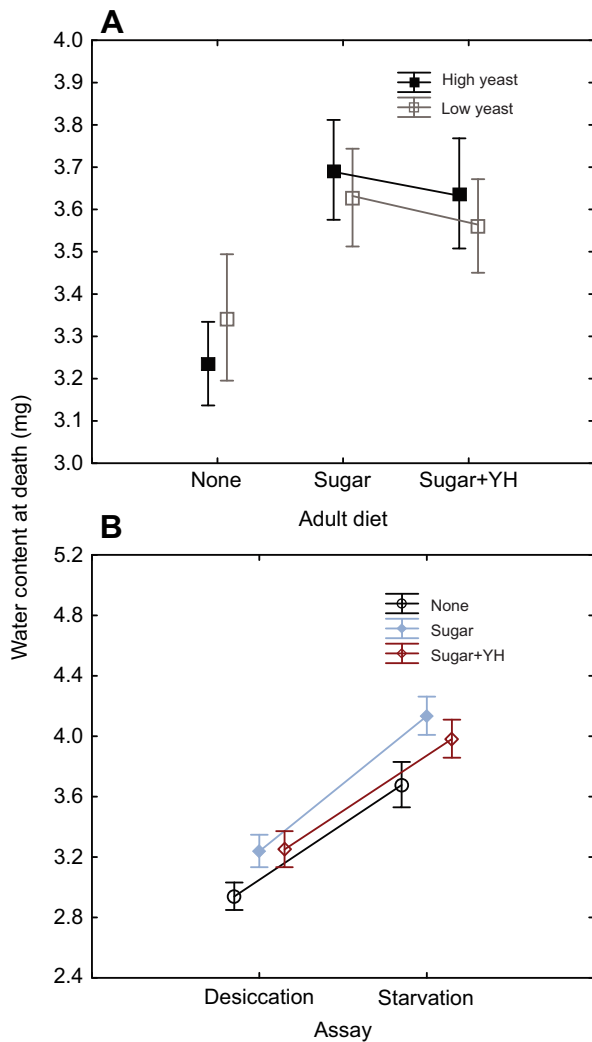 A
4.0
3.9
3.8
3.7
3.6
3.5
3.4
3.3
3.2
3.1
3.0
High yeast
Low yeast
None Sugar Sugar+YH
Adult diet
Water content at death (mg)
B
5.2
4.8
4.4
4.0
3.6
3.2
2.8
2.4
None
Sugar
Sugar+YH
Desiccation Starvation
Assay